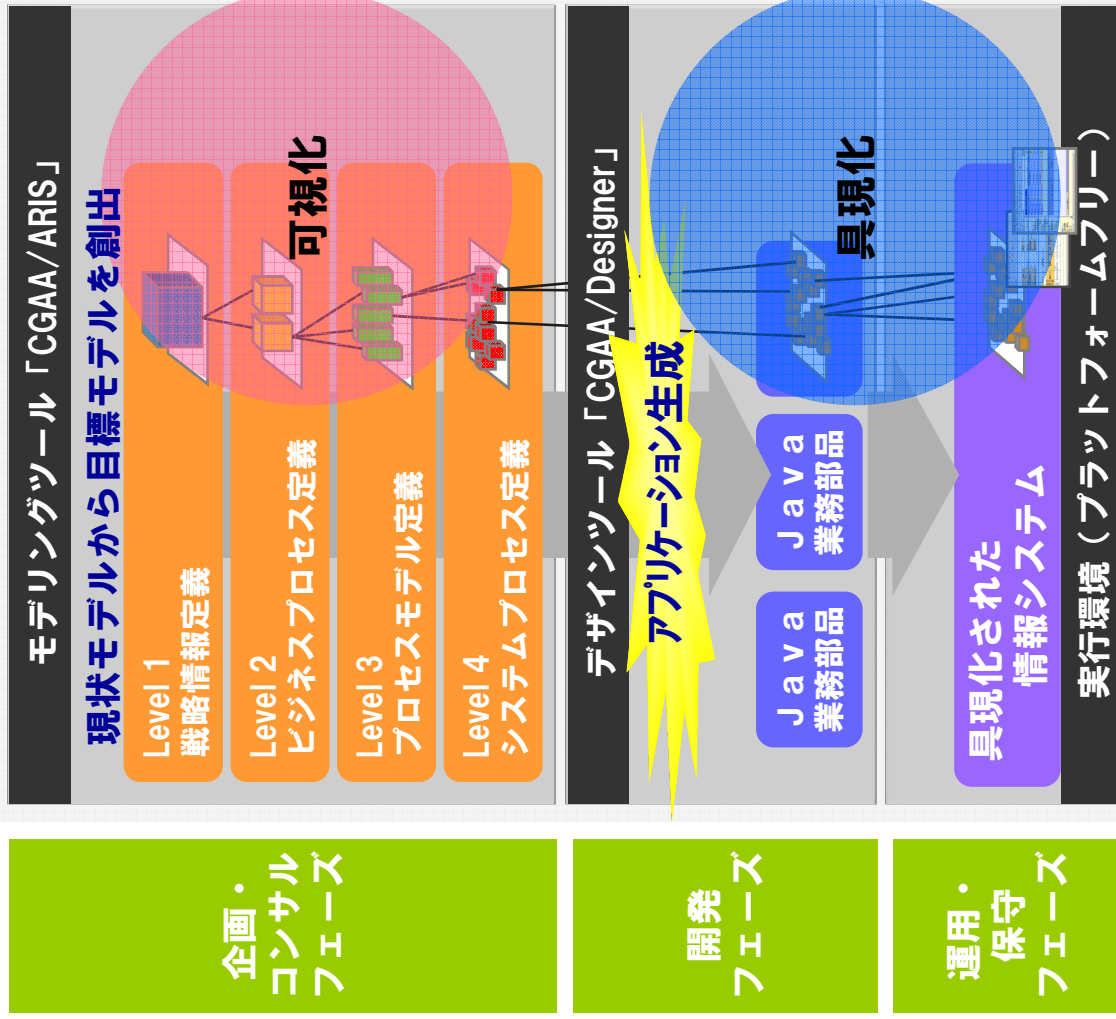 企画・
コンサル
フェーズ
モデリングツール「CGAA/ARIS」
現状モデルから目標モデルを創出
Level 1
戦略情報定義
Level 2
ビジネスプロセス定義
Level 3
プロセスモデル定義
Level 4
システムプロセス定義
可視化
開発
フェーズ
デザインツール「CGAA/Designer」
アプリケーション生成
Java
業務部品
Java
業務部品
具現化
運用・
保守
フェーズ
具現化された
情報システム
実行環境（プラットフォームフリー）